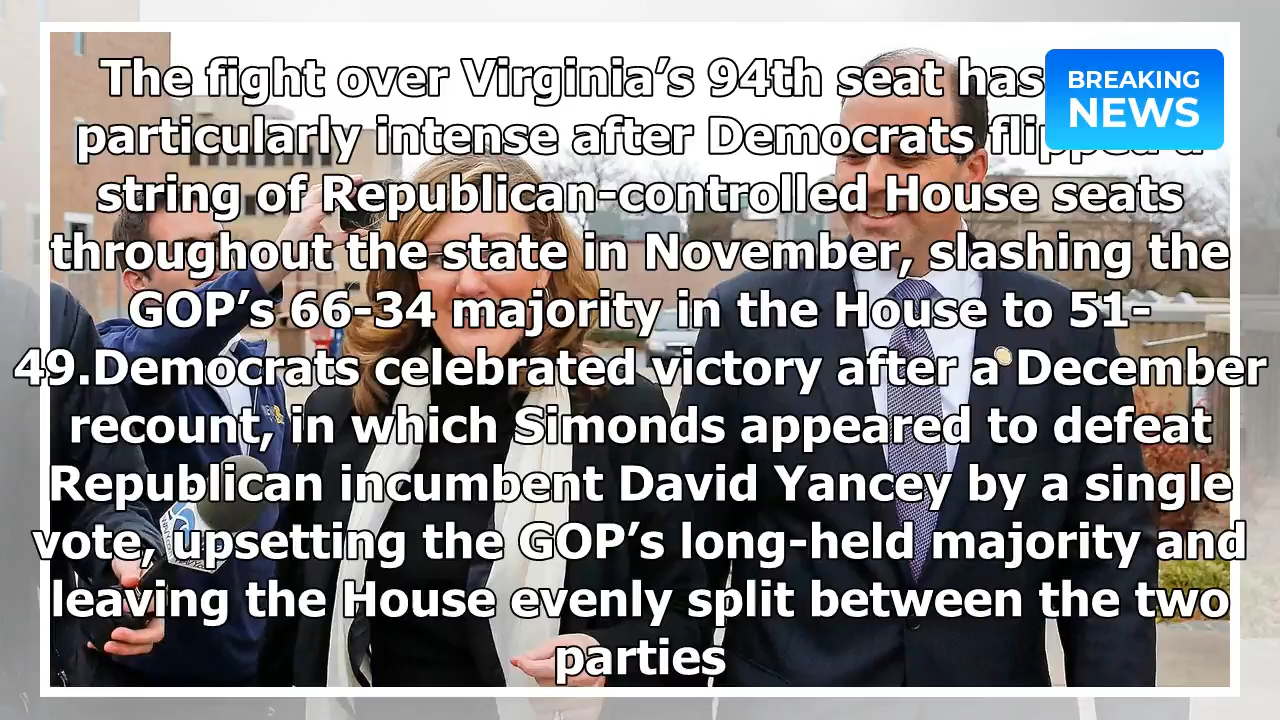 The fight over Virginia’s 94th seat has
BREAKING
NEWS
particularly intense after Democrats flipped a
string of Republican-controlled House seats
throughout the state in November, slashing the
GOP’s 66-34 majority in the House to 51-
49.Democrats celebrated victory after a December
recount, in which Simonds appeared to defeat
Republican incumbent David Yancey by a single
vote, upsetting the GOP’s long-held majority and
leaving the House evenly split between the two
parties